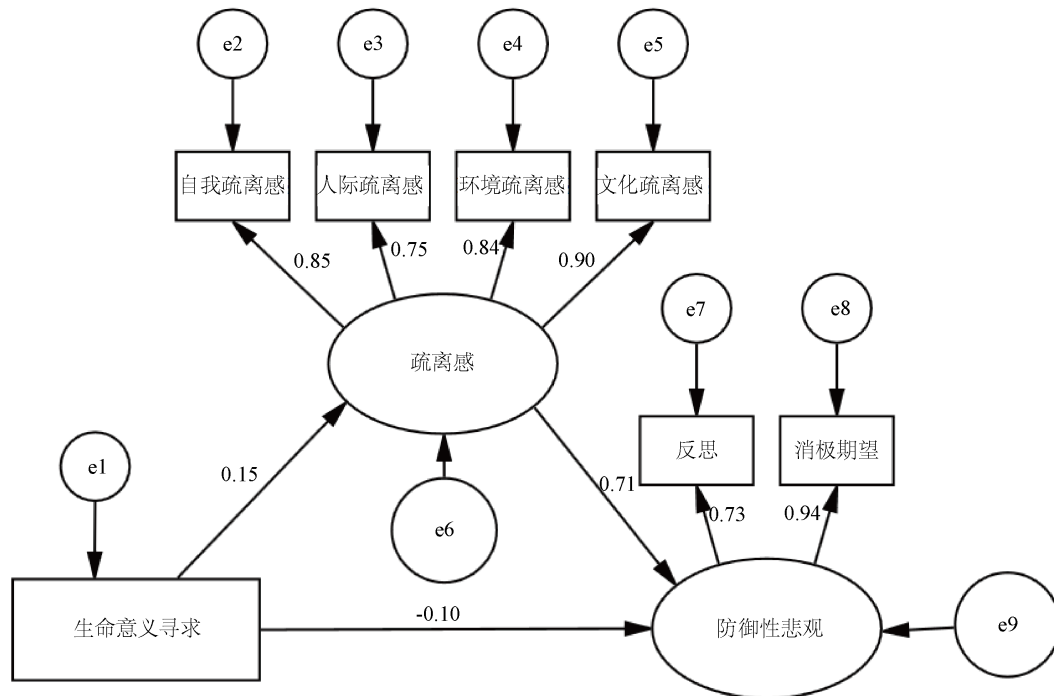 e2
e3
e4
e5
自我疏离感
人际疏离感
环境疏离感
文化疏离感
0.85
0.75
0.84
0.90
e7
e8
疏离感
反思
消极期望
e1
0.15
e6
0.71
0.73
0.94
生命意义寻求
-0.10
防御性悲观
e9